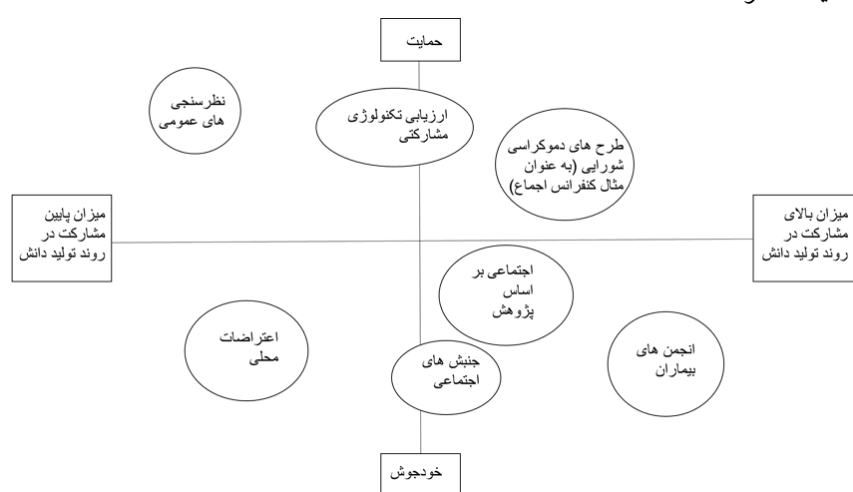 حمایت
نظرسنجی
های عمومی
ارزیابی تکنولوژی
مشارکتی
طرح های دموکراسی
شورایی (به عنوان
مثال کنفرانس اجماع)
میزان بالای
مشارکت در
روند تولید دانش
میزان پایین
مشارکت در
روند تولید دانش
اجتماعی بر
اساس
پژوهش
انجمن های
بیماران
اعتراضات
محلی
جنبش های
اجتماعی
خودجوش